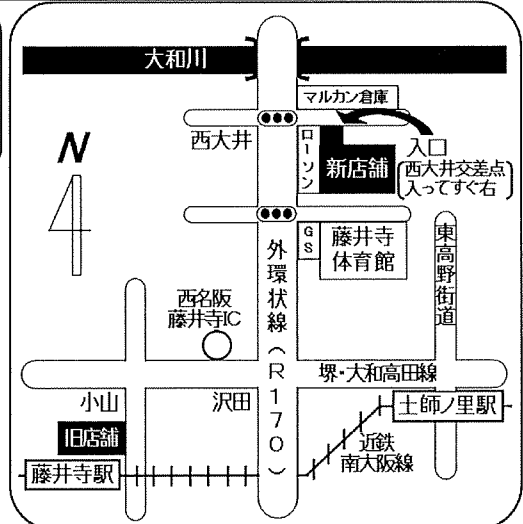 大和川
マルカン倉庫
西大井
ローソン
新店舗
入口
西大井交差点
入ってすぐ右
N
GS
藤井寺
体育館
東高野街道
外環状線(R170)
西名阪
藤井寺IC
堺・大和高田線
小山
沢田
土師ノ里駅
旧店舗
近鉄
南大阪線
藤井寺駅